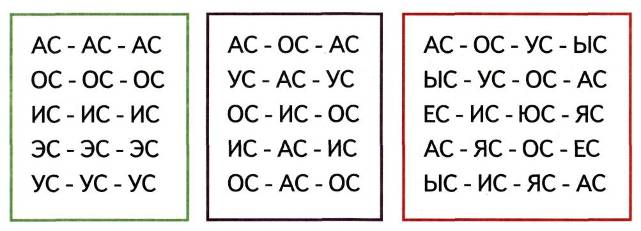 АС - АС - АС
ОС - ОС - ОС
ИС - ИС - ИС
ЭС - ЭС - ЭС
УС - УС - УС
АС - ОС - АС
УС - АС - УС
ОС - ИС - ОС
ИС - АС - ИС
ОС - АС - ОС
АС - ОС - УС - ЫС
ЫС - УС - ОС - АС
ЕС - ИС - ЮС - ЯС
АС - ЯС - ОС - ЕС
ЫС - ИС - ЯС - АС